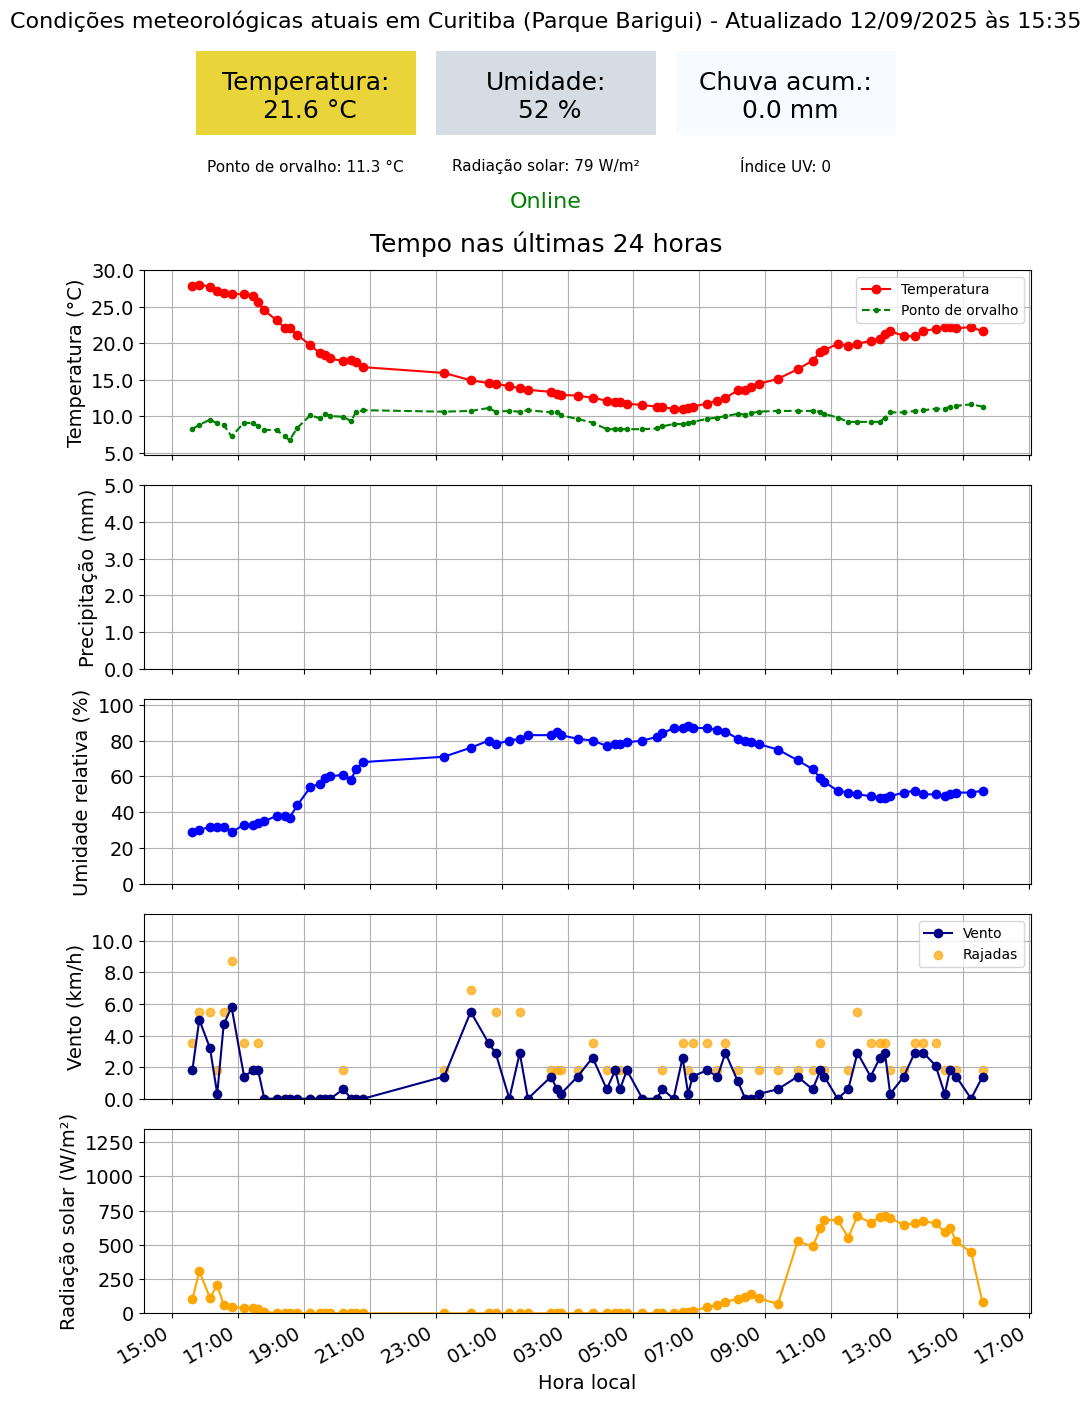 Condições meteorológicas atuais em Curitiba (Parque Barigui) - Atualizado 12/09/2025 às 15:35
Temperatura:
21.6 °C
Umidade:
52 %
Chuva acum.:
0.0 mm
Ponto de orvalho: 11.3 °C
Radiação solar: 79 W/m²
Índice UV: 0
Online
Tempo nas últimas 24 horas
Temperatura (°C)
30.0
25.0
20.0
15.0
10.0
5.0
Temperatura
Ponto de orvalho
Precipitação (mm)
5.0
4.0
3.0
2.0
1.0
0.0
Umidade relativa (%)
100
80
60
40
20
0
Vento (km/h)
10.0
8.0
6.0
4.0
2.0
0.0
Vento
Rajadas
Radiação solar (W/m²)
1250
1000
750
500
250
0
15:00 17:00 19:00 21:00 23:00 01:00 03:00 05:00 07:00 09:00 11:00 13:00 15:00 17:00
Hora local